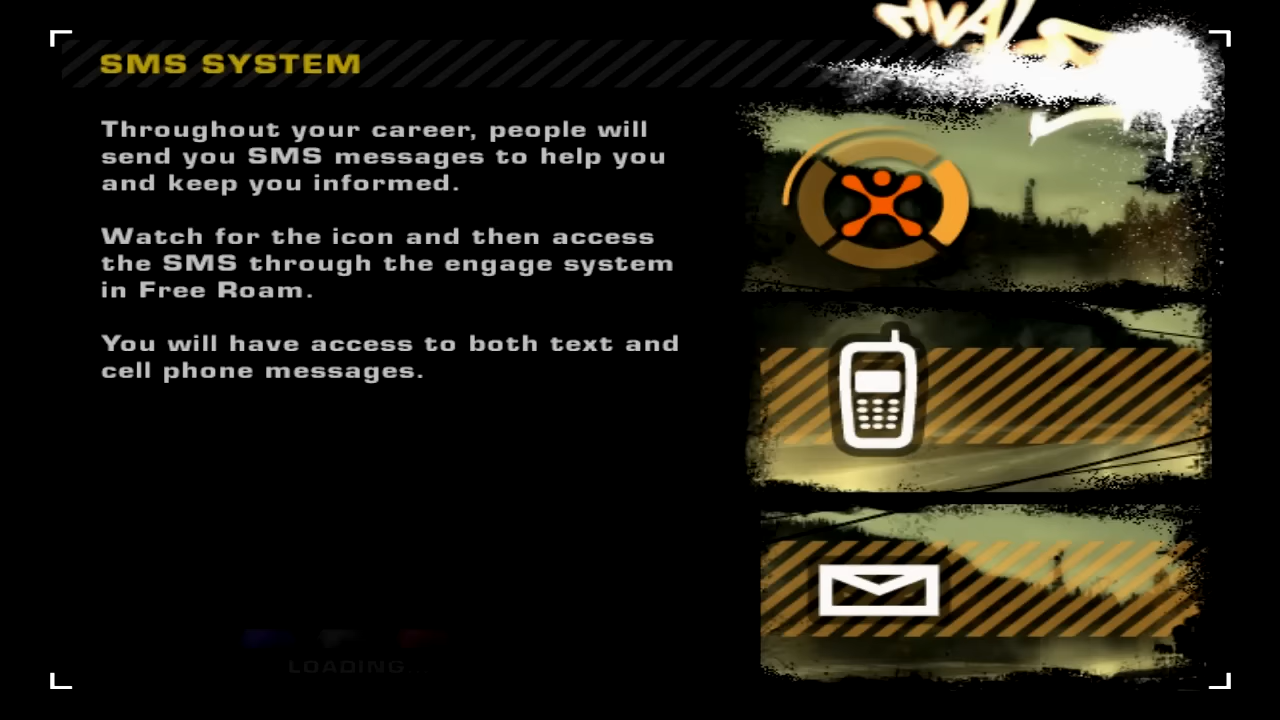 SMS SYSTEM
Throughout your career, people will
send you SMS messages to help you
and keep you informed.
Watch for the icon and then access
the SMS through the engage system
in Free Roam.
You will have access to both text and
cell phone messages.
LOADING